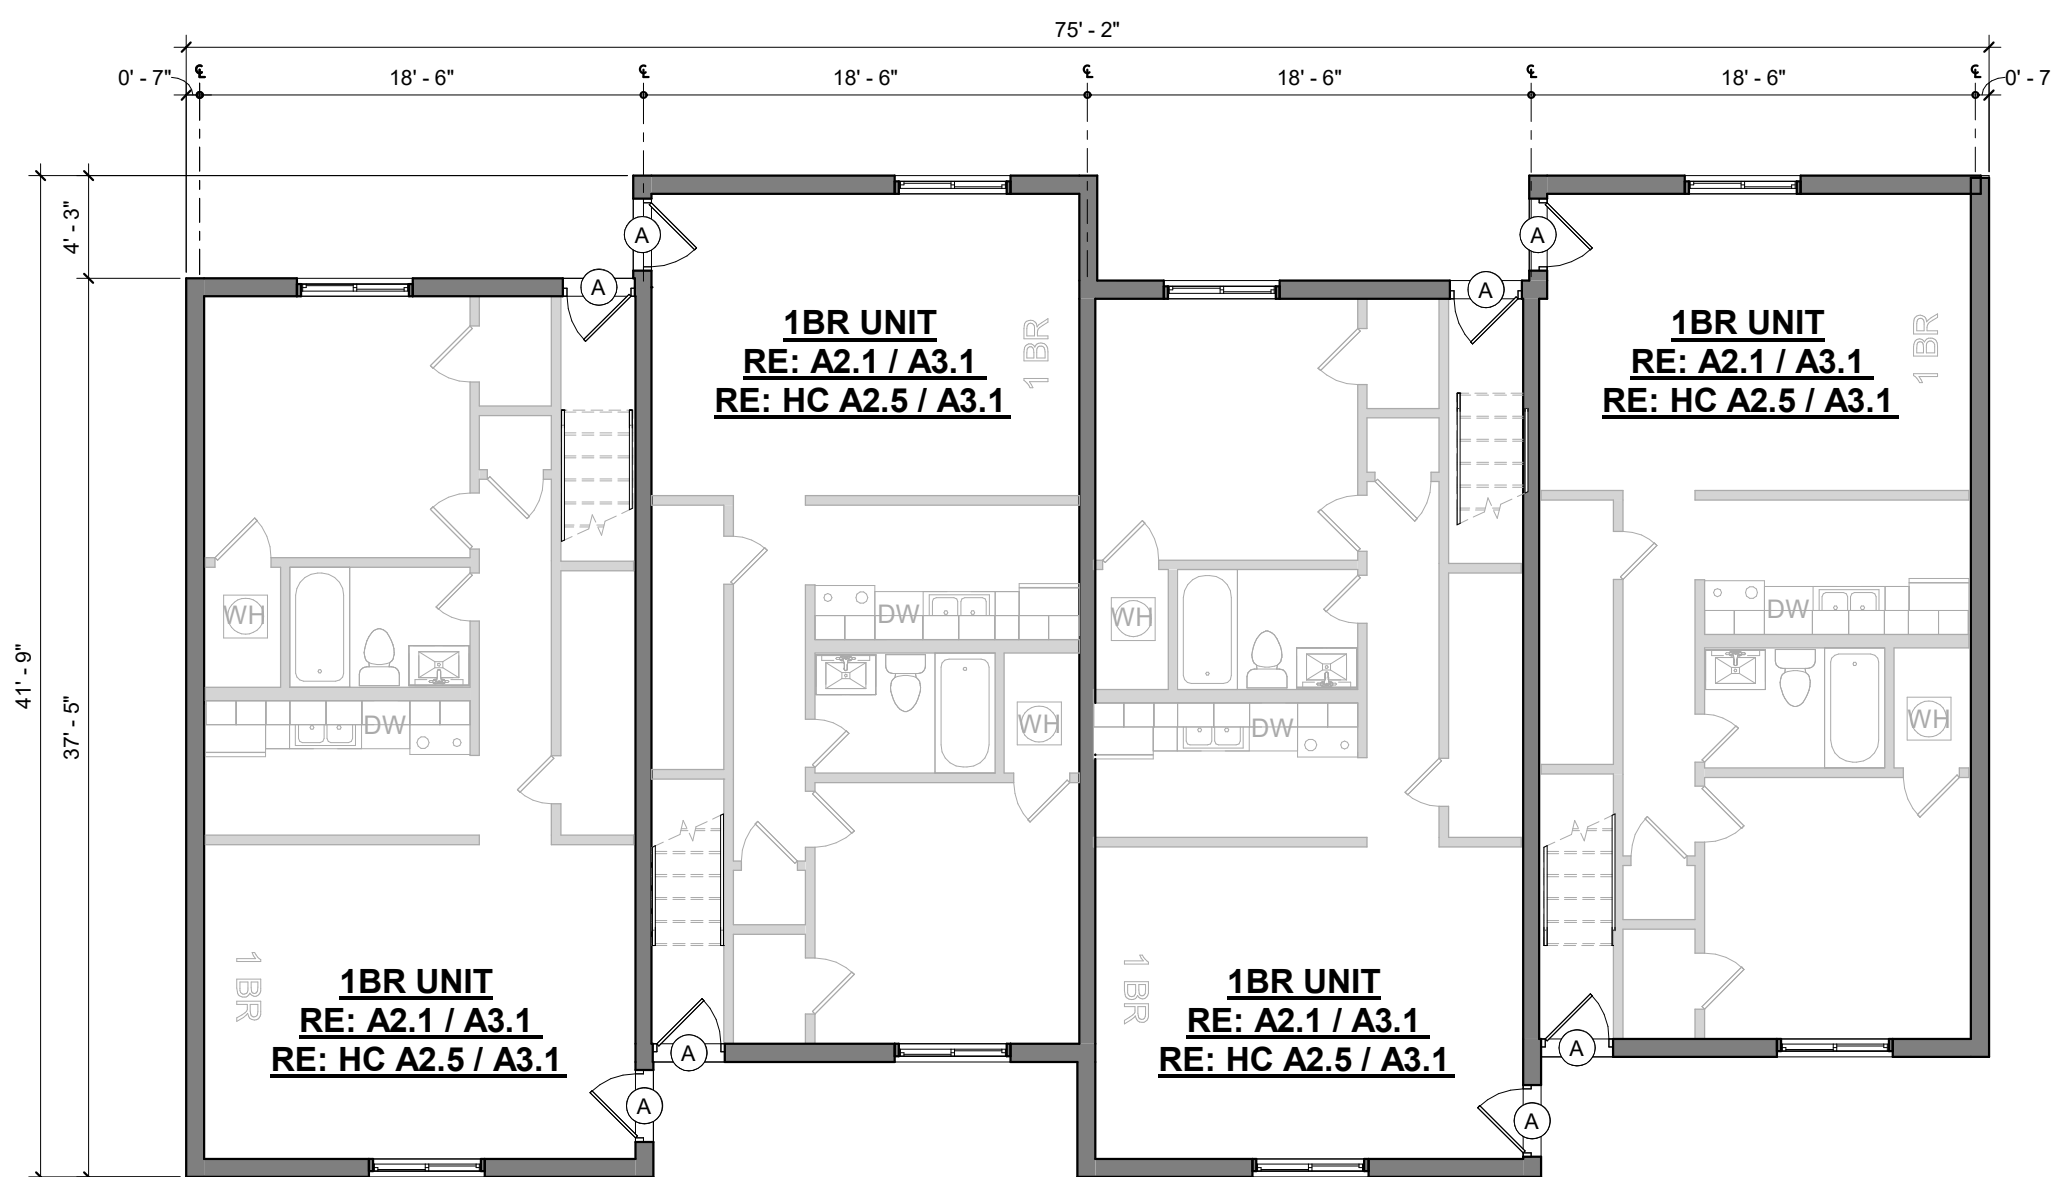 75' - 2"
0' - 7"
℄
18' - 6"
℄
18' - 6"
℄
18' - 6"
℄
18' - 6"
℄
0' - 7
4' - 3"
41' - 9"
37' - 5"
A
A
A
A
1BR UNIT
RE: A2.1 / A3.1
RE: HC A2.5 / A3.1
1 BR
1BR UNIT
RE: A2.1 / A3.1
RE: HC A2.5 / A3.1
1 BR
WH
DW
WH
DW
DW
WH
DW
WH
1 BR
1BR UNIT
RE: A2.1 / A3.1
RE: HC A2.5 / A3.1
1 BR
1BR UNIT
RE: A2.1 / A3.1
RE: HC A2.5 / A3.1
A
A
A
A